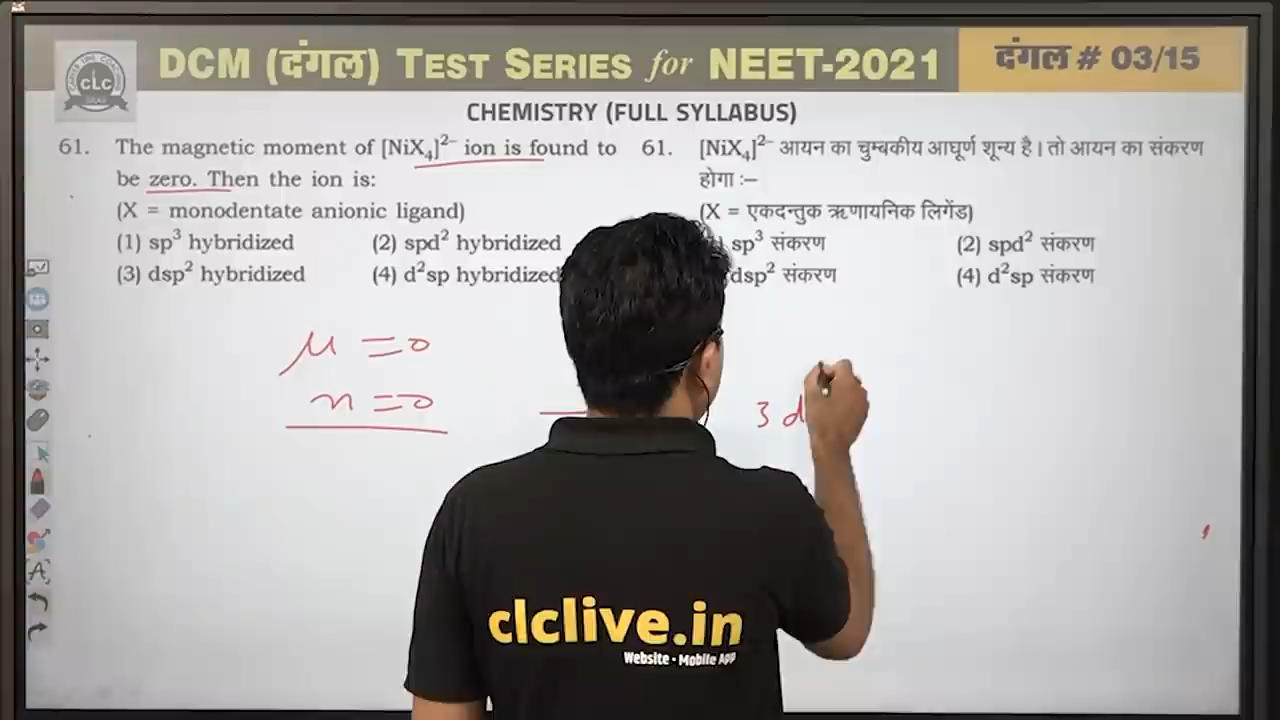 DCM (दंगल) TEST SERIES for NEET-2021
दंगल # 03/15
CLC
CHEMISTRY (FULL SYLLABUS)
61. The magnetic moment of [NiX₄]²⁻ ion is found to
be zero. Then the ion is:
(X = monodentate anionic ligand)
(1) sp³ hybridized (2) spd² hybridized
(3) dsp² hybridized (4) d²sp hybridized
61. [NiX₄]²⁻ आयन का चुम्बकीय आघूर्ण शून्य है। तो आयन का संकरण
होगा :–
(X = एकदन्तुक ऋणायनिक लिगेंड)
sp³ संकरण (2) spd² संकरण
dsp² संकरण (4) d²sp संकरण
μ = 0
n = 0
3d
clclive.in
Website • Mobile App